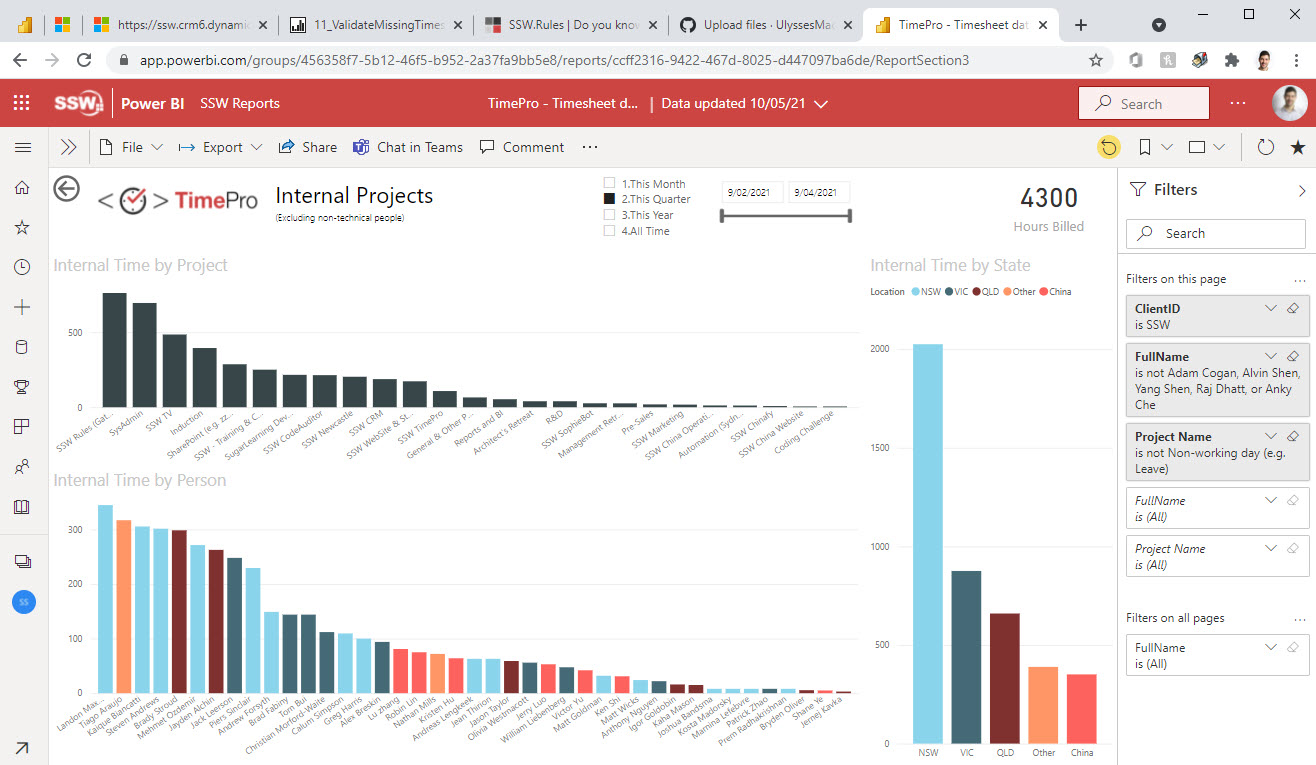 https://ssw.crm6.dynamic
11_ValidateMissingTimes
SSW.Rules | Do you know
Upload files · UlyssesMac
TimePro - Timesheet dat
app.powerbi.com/groups/456358f7-5b12-46f5-b952-2a37fa9bb5e8/reports/ccff2316-9422-467d-8025-d447097ba6de/ReportSection3
SSW
Power BI
SSW Reports
TimePro - Timesheet d... | Data updated 10/05/21
Search
File
Export
Share
Chat in Teams
Comment
<TimePro>
Internal Projects
(Excluding non-technical people)
1.This Month
2.This Quarter
3.This Year
4.All Time
9/02/2021
9/04/2021
4300
Hours Billed
Internal Time by Project
500
0
SSW Rules (Gat...
SysAdmin
SSW TV
Induction
SharePoint (e.g. zz...
SSW - Training & C...
SugarLearning Dev...
SSW CodeAuditor
SSW Newcastle
SSW CRM
SSW WebSite & St...
SSW TimePro
General & Other P...
Reports and BI
Architect's Retreat
R&D
SSW SophieBot
Management Retr...
Pre-Sales
SSW Marketing
SSW China Operati...
Automation (Sydn...
SSW Chinafy
SSW China Website
Coding Challenge
Internal Time by Person
300
200
100
0
Landon Max...
Tiago Araujo
Kaique Biancatti
Steven Andrews
Brady Stroud
Mehmet Ozdemir
Jayden Alchin
Jack Leerson
Piers Sinclair
Andrew Forsyth
Brad Fabiny
Tom Bui
Christian Morford-Waite
Calum Simpson
Greg Harris
Alex Breskin
Lu Zhang
Robin Lin
Nathan Mills
Kristen Hu
Andreas Lengkeek
Jean Thirion
Jason Taylor
Olivia Westmacott
Jerry Luo
William Liebenberg
Victor Yu
Matt Goldman
Ken Shi
Matt Wicks
Anthony Nguyen
Igor Goldobin
Kaha Mason
Joshua Bandsma
Kosta Madorsky
Mamina Lefebvre
Patrick Zhao
Prem Radhakrishnan
Bryden Oliver
Shane Ye
Jernej Kavka
Internal Time by State
Location NSW VIC QLD Other China
2000
1500
1000
500
0
NSW
VIC
QLD
Other
China
Filters
Search
Filters on this page
ClientID
is SSW
FullName
is not Adam Cogan, Alvin Shen,
Yang Shen, Raj Dhatt, or Anky
Che
Project Name
is not Non-working day (e.g.
Leave)
FullName
is (All)
Project Name
is (All)
Filters on all pages
FullName
is (All)
SS